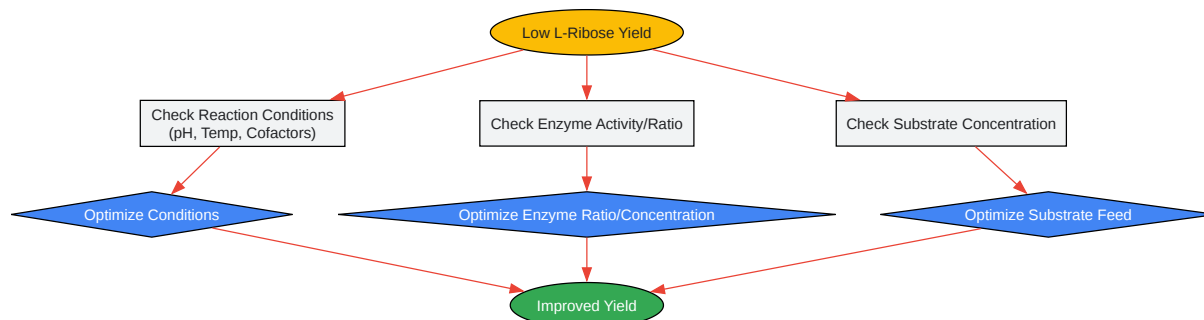 Low L-Ribose Yield
Check Reaction Conditions
(pH, Temp, Cofactors)
Check Enzyme Activity/Ratio
Check Substrate Concentration
Optimize Conditions
Optimize Enzyme Ratio/Concentration
Optimize Substrate Feed
Improved Yield